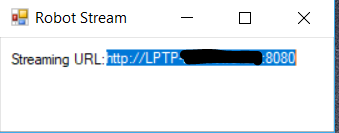 Robot Stream
Streaming URL: http://LPTP- :8080